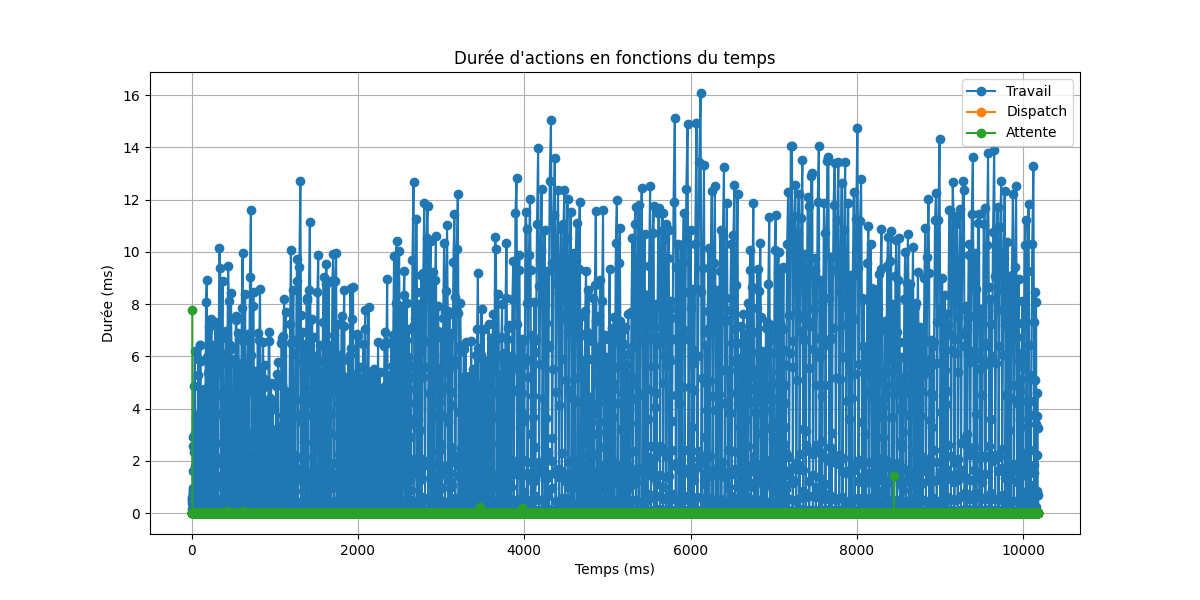 Durée d'actions en fonctions du temps
16
14
12
10
8
6
4
2
0
Durée (ms)
Travail
Dispatch
Attente
0 2000 4000 6000 8000 10000
Temps (ms)